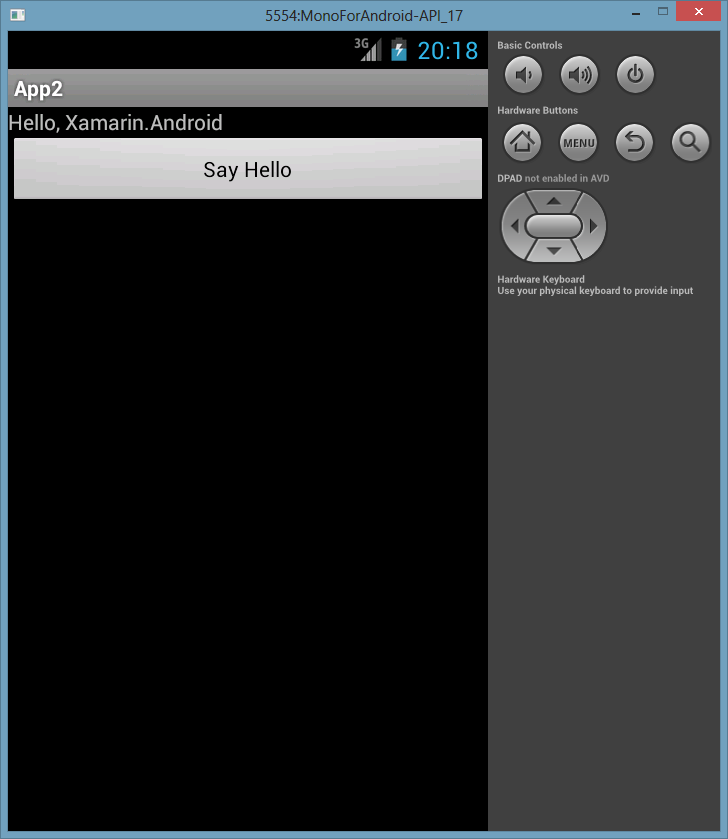 5554:MonoForAndroid-API_17
3G 20:18
App2
Hello, Xamarin.Android
Say Hello
Basic Controls
Hardware Buttons
MENU
DPAD not enabled in AVD
Hardware Keyboard
Use your physical keyboard to provide input